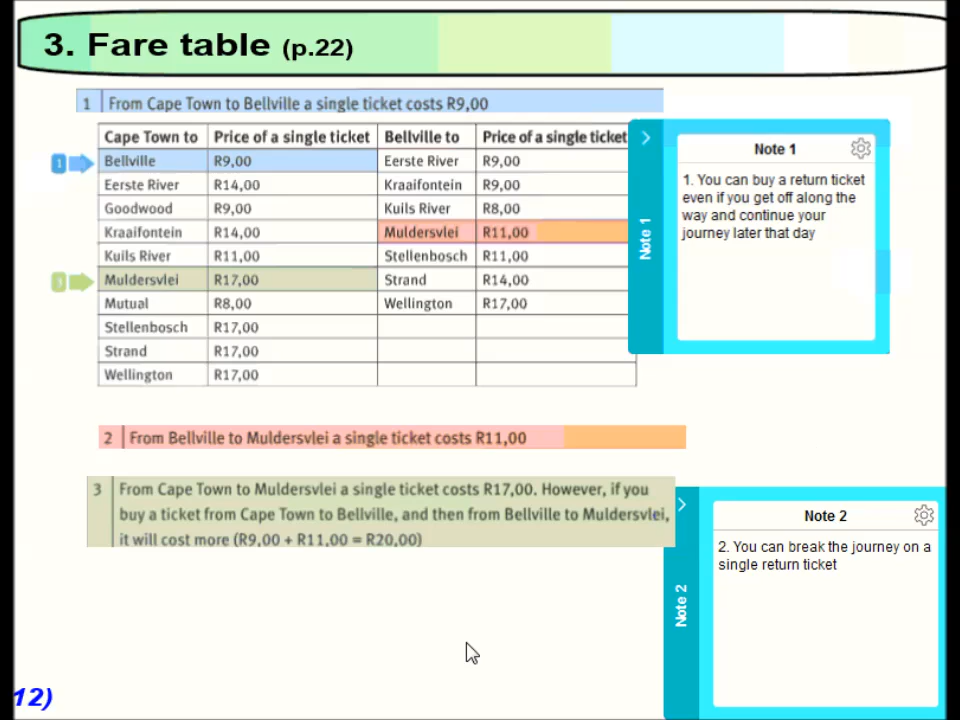 3. Fare table (p.22)
1 From Cape Town to Bellville a single ticket costs R9,00
Cape Town to Price of a single ticket Bellville to Price of a single ticket
1 Bellville R9,00 Eerste River R9,00
Eerste River R14,00 Kraaifontein R9,00
Goodwood R9,00 Kuils River R8,00
Kraaifontein R14,00 Muldersvlei R11,00
Kuils River R11,00 Stellenbosch R11,00
3 Muldersvlei R17,00 Strand R14,00
Mutual R8,00 Wellington R17,00
Stellenbosch R17,00
Strand R17,00
Wellington R17,00
Note 1
Note 1
1. You can buy a return ticket
even if you get off along the
way and continue your
journey later that day
2 From Bellville to Muldersvlei a single ticket costs R11,00
3 From Cape Town to Muldersvlei a single ticket costs R17,00. However, if you
buy a ticket from Cape Town to Bellville, and then from Bellville to Muldersvlei,
it will cost more (R9,00 + R11,00 = R20,00)
Note 2
Note 2
2. You can break the journey on a
single return ticket
12)